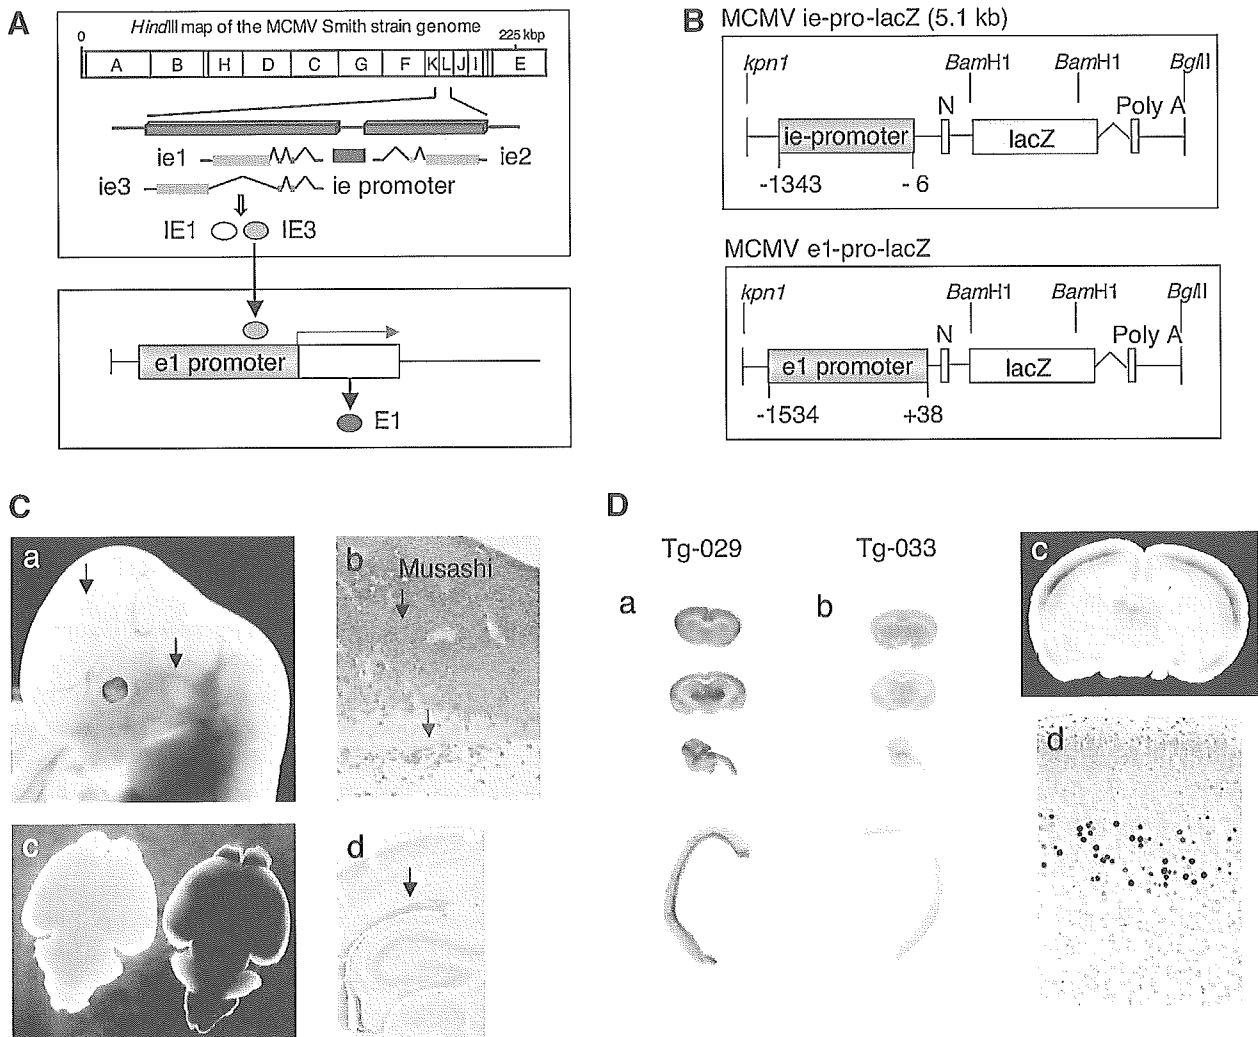 A
HindIII map of the MCMV Smith strain genome
0
225 kbp
A B H D C G F K L J I E
ie1
ie2
ie3
ie promoter
IE1
IE3
e1 promoter
E1
B
MCMV ie-pro-lacZ (5.1 kb)
kpn1
BamH1
BamH1
BglII
N
Poly A
ie-promoter
lacZ
-1343
- 6
MCMV e1-pro-lacZ
kpn1
BamH1
BamH1
BglII
N
Poly A
e1 promoter
lacZ
-1534
+38
C
a
b
Musashi
c
d
D
Tg-029
Tg-033
a
b
c
d